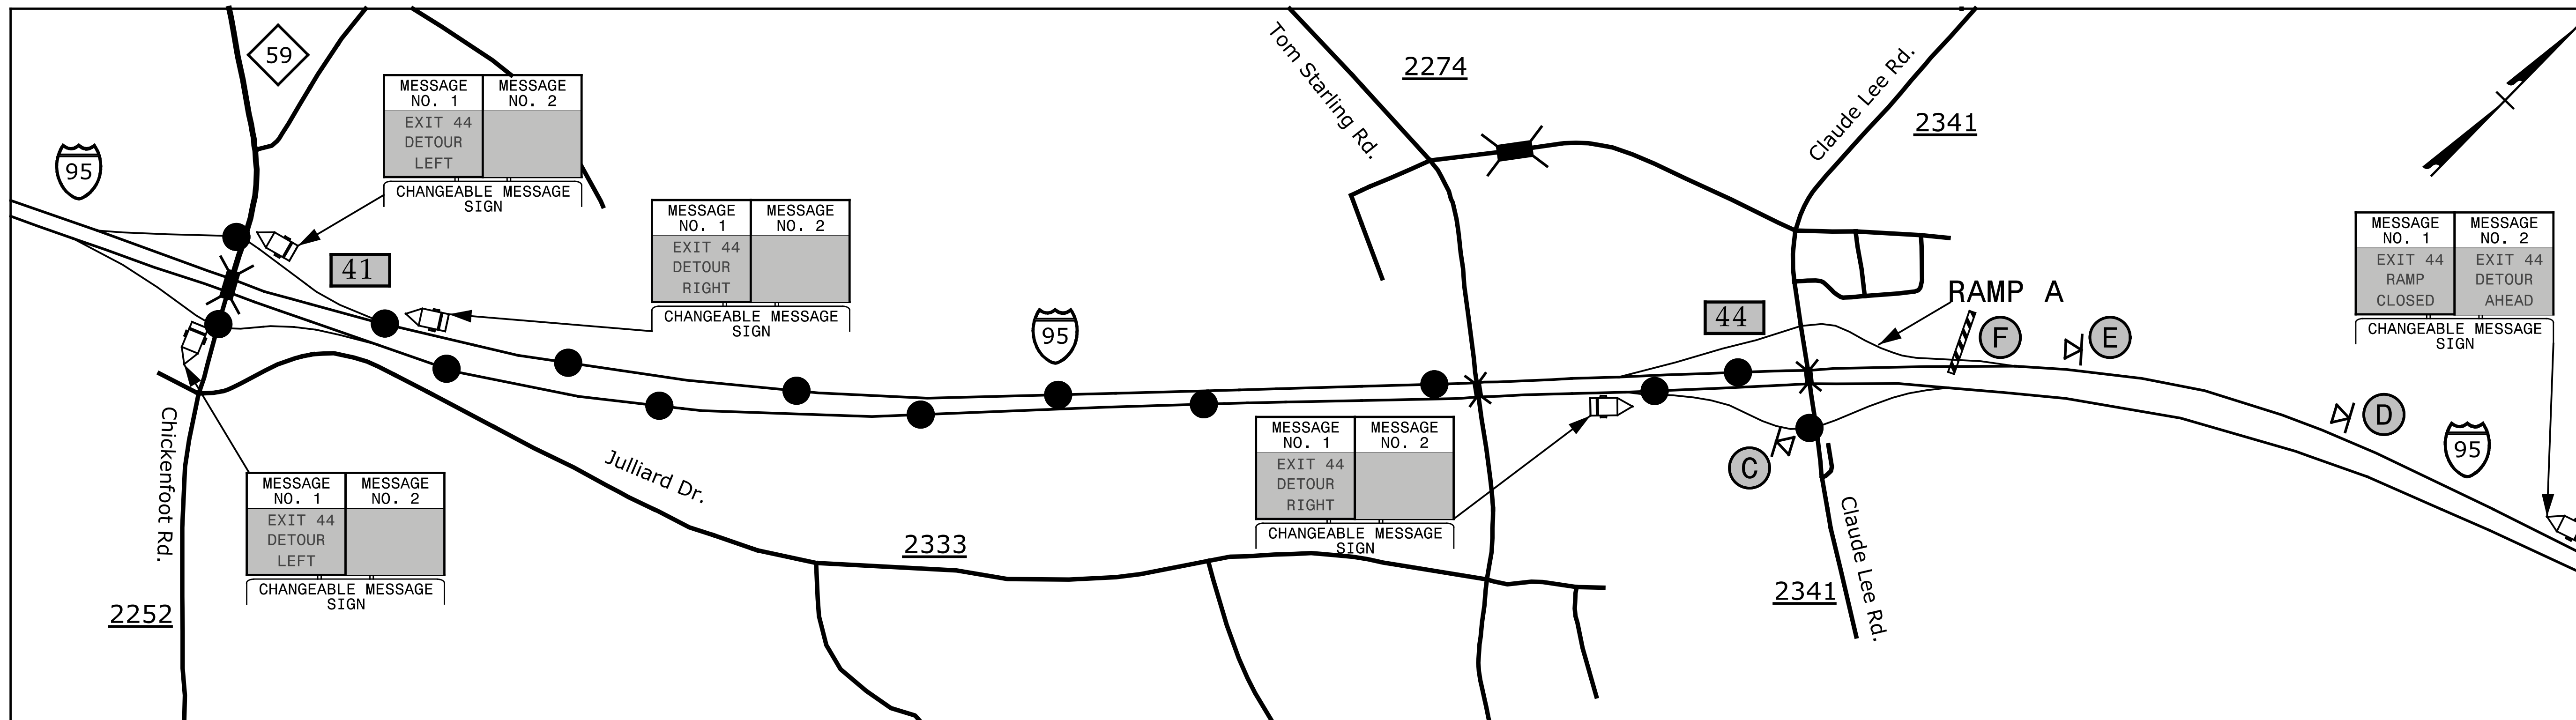 59
95
MESSAGE NO. 1
MESSAGE NO. 2
EXIT 44
DETOUR
LEFT
CHANGEABLE MESSAGE
SIGN
41
MESSAGE NO. 1
MESSAGE NO. 2
EXIT 44
DETOUR
RIGHT
CHANGEABLE MESSAGE
SIGN
Chickenfoot Rd.
2252
MESSAGE NO. 1
MESSAGE NO. 2
EXIT 44
DETOUR
LEFT
CHANGEABLE MESSAGE
SIGN
Julliard Dr.
2333
95
Tom Starling Rd.
2274
MESSAGE NO. 1
MESSAGE NO. 2
EXIT 44
DETOUR
RIGHT
CHANGEABLE MESSAGE
SIGN
44
Claude Lee Rd.
2341
RAMP A
F
E
D
C
Claude Lee Rd.
2341
95
MESSAGE NO. 1
MESSAGE NO. 2
EXIT 44
RAMP
CLOSED
EXIT 44
DETOUR
AHEAD
CHANGEABLE MESSAGE
SIGN